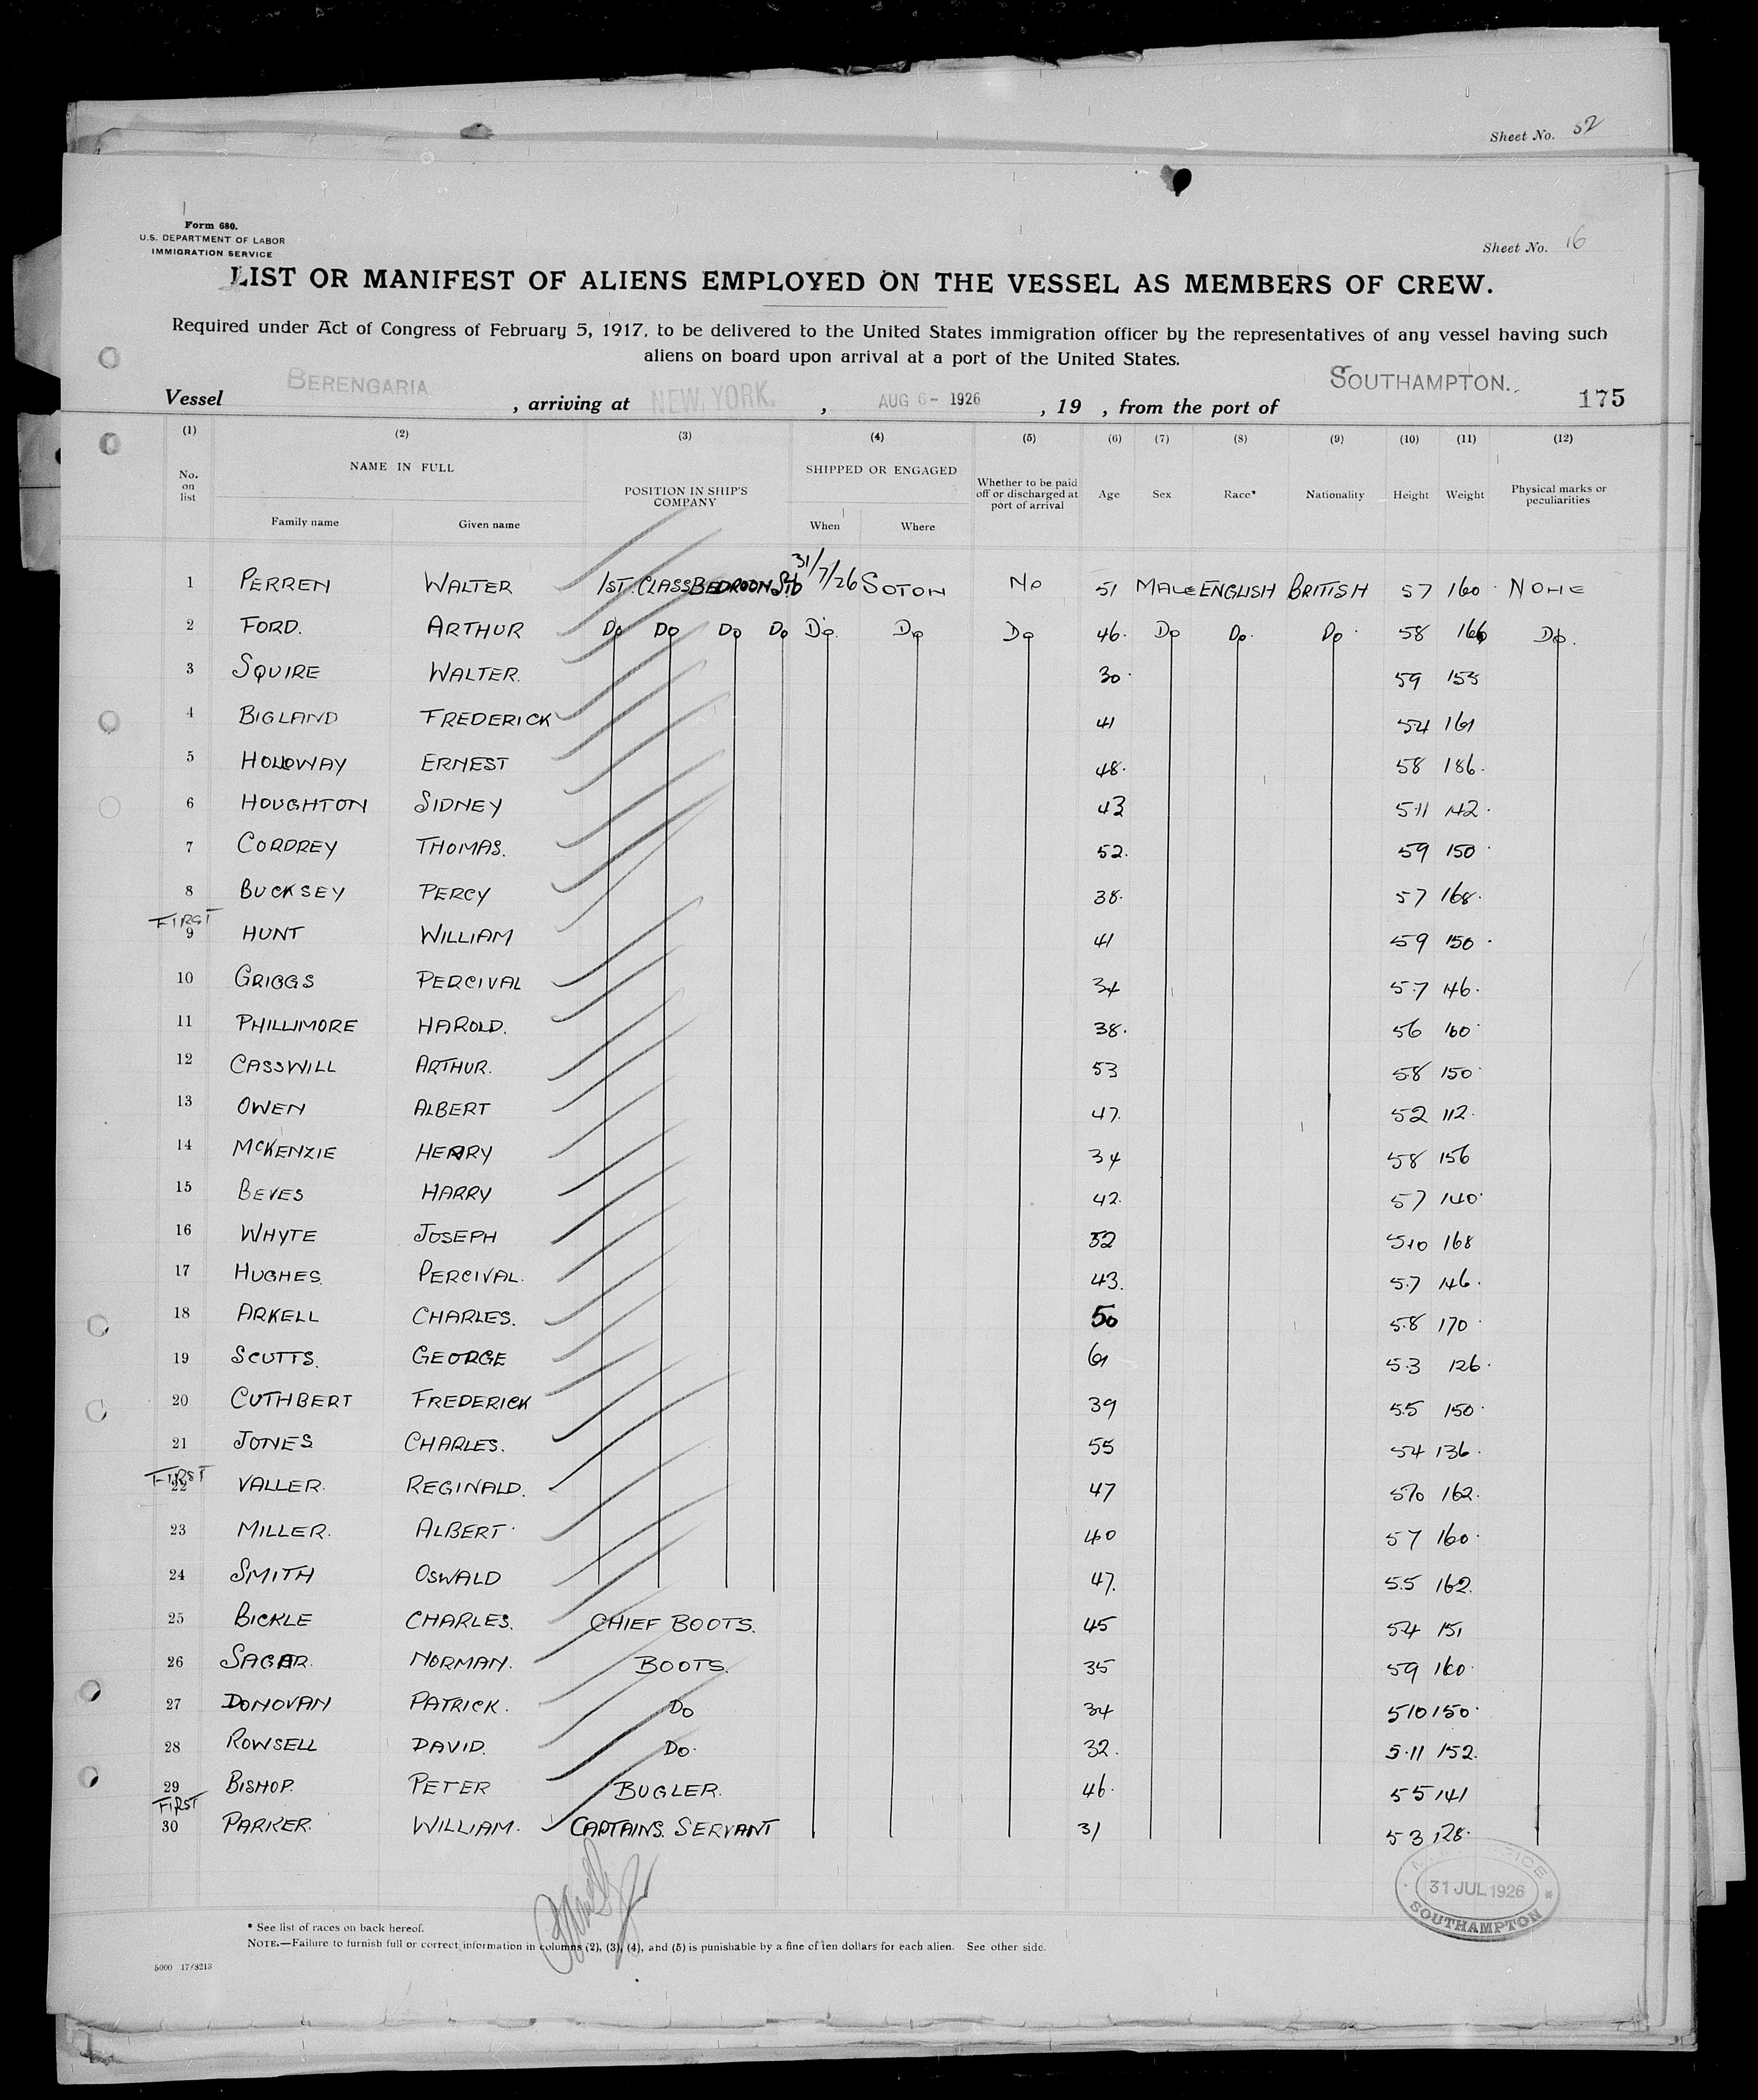 Sheet No. 52
Form 680.
U.S. DEPARTMENT OF LABOR
IMMIGRATION SERVICE
Sheet No. 16
LIST OR MANIFEST OF ALIENS EMPLOYED ON THE VESSEL AS MEMBERS OF CREW.
Required under Act of Congress of February 5, 1917, to be delivered to the United States immigration officer by the representatives of any vessel having such
aliens on board upon arrival at a port of the United States.
Vessel BERENGARIA, arriving at NEW YORK., AUG 6- 1926, 19 , from the port of SOUTHAMPTON. 175
(1) (2) (3) (4) (5) (6) (7) (8) (9) (10) (11) (12)
No. on list NAME IN FULL POSITION IN SHIP'S COMPANY SHIPPED OR ENGAGED Whether to be paid off or discharged at port of arrival Age Sex Race* Nationality Height Weight Physical marks or peculiarities
Family name Given name When Where
1 PERREN WALTER 1ST. CLASS BEDROOM Std 31/7/26 SOTON No 51 MALE ENGLISH BRITISH 57 160 NONE
2 FORD. ARTHUR Do Do Do Do Do. Do Do 46. Do Do. Do. 58 166 Do.
3 SQUIRE WALTER. 30. 59 153
4 BIGLAND FREDERICK 41 54 161
5 HOLLOWAY ERNEST 48. 58 186.
6 HOUGHTON SIDNEY 43 5.11 142.
7 CORDREY THOMAS. 52. 59 150
8 BUCKSEY PERCY 38. 57 168.
FIRST
9 HUNT WILLIAM 41 59 150.
10 GRIGGS PERCIVAL 34 5.7 146.
11 PHILLIMORE HAROLD. 38. 56 160
12 CASSWILL ARTHUR. 53 5.8 150
13 OWEN ALBERT 47. 52 112.
14 MCKENZIE HENRY 34 58 156
15 BEVES HARRY 42. 57 140
16 WHYTE JOSEPH 32 510 168
17 HUGHES. PERCIVAL. 43. 5.7 146.
18 ARKELL CHARLES. 50 5.8 170
19 SCUTTS. GEORGE 61 5.3 126.
20 CUTHBERT FREDERICK 39 5.5 150
21 JONES CHARLES. 55 54 136.
FIRST
22 VALLER. REGINALD. 47 510 162.
23 MILLER. ALBERT. 40 57 160.
24 SMITH OSWALD 47. 5.5 162.
25 BICKLE CHARLES. CHIEF BOOTS. 45 54 151
26 SAGAR. NORMAN. BOOTS. 35 59 160.
27 DONOVAN PATRICK. Do 34 510 150.
28 ROWSELL DAVID. Do. 32. 5.11 152.
29 BISHOP. PETER BUGLER. 46. 55 141
FIRST
30 PARKER. WILLIAM. CAPTAINS. SERVANT 31 53 128.
31 JUL 1926
SOUTHAMPTON
* See list of races on back hereof.
NOTE.—Failure to furnish full or correct information in columns (2), (3), (4), and (5) is punishable by a fine of ten dollars for each alien. See other side.
5000 17/8213